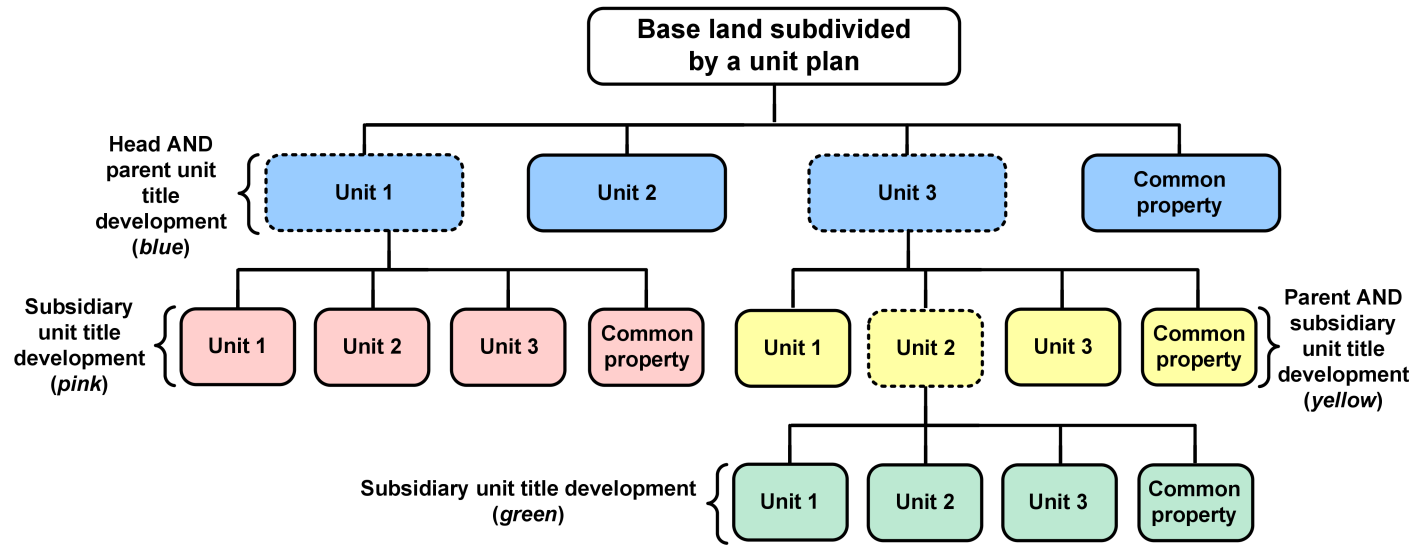 Base land subdivided
by a unit plan
Head AND
parent unit
title
development
(blue)
Unit 1
Unit 2
Unit 3
Common
property
Subsidiary
unit title
development
(pink)
Unit 1
Unit 2
Unit 3
Common
property
Unit 1
Unit 2
Unit 3
Common
property
Parent AND
subsidiary
unit title
development
(yellow)
Subsidiary unit title development
(green)
Unit 1
Unit 2
Unit 3
Common
property